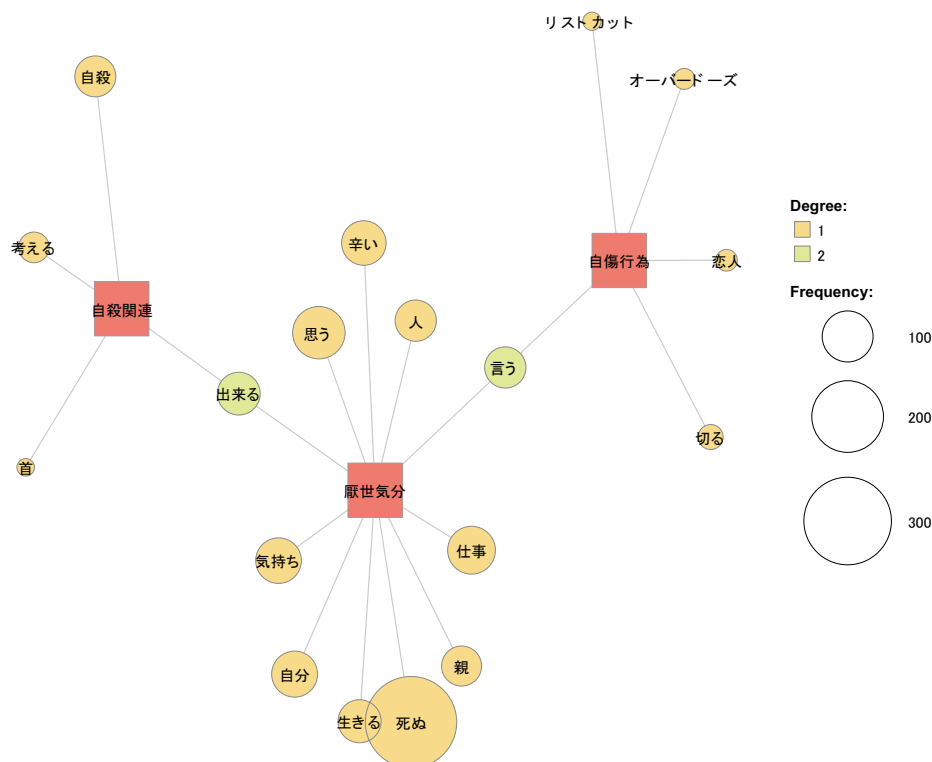 リストカット
自殺
オーバードーズ
Degree:
1
2
辛い
考える
恋人
自傷行為
Frequency:
自殺関連
人
思う
100
言う
出来る
200
切る
首
厭世気分
300
仕事
気持ち
親
自分
生きる
死ぬ